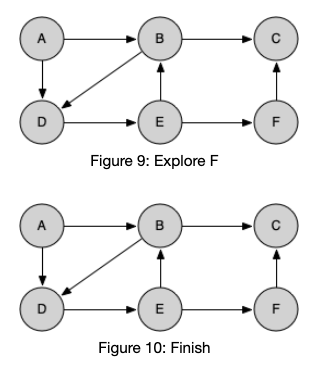 A B C
D E F
Figure 9: Explore F
A B C
D E F
Figure 10: Finish